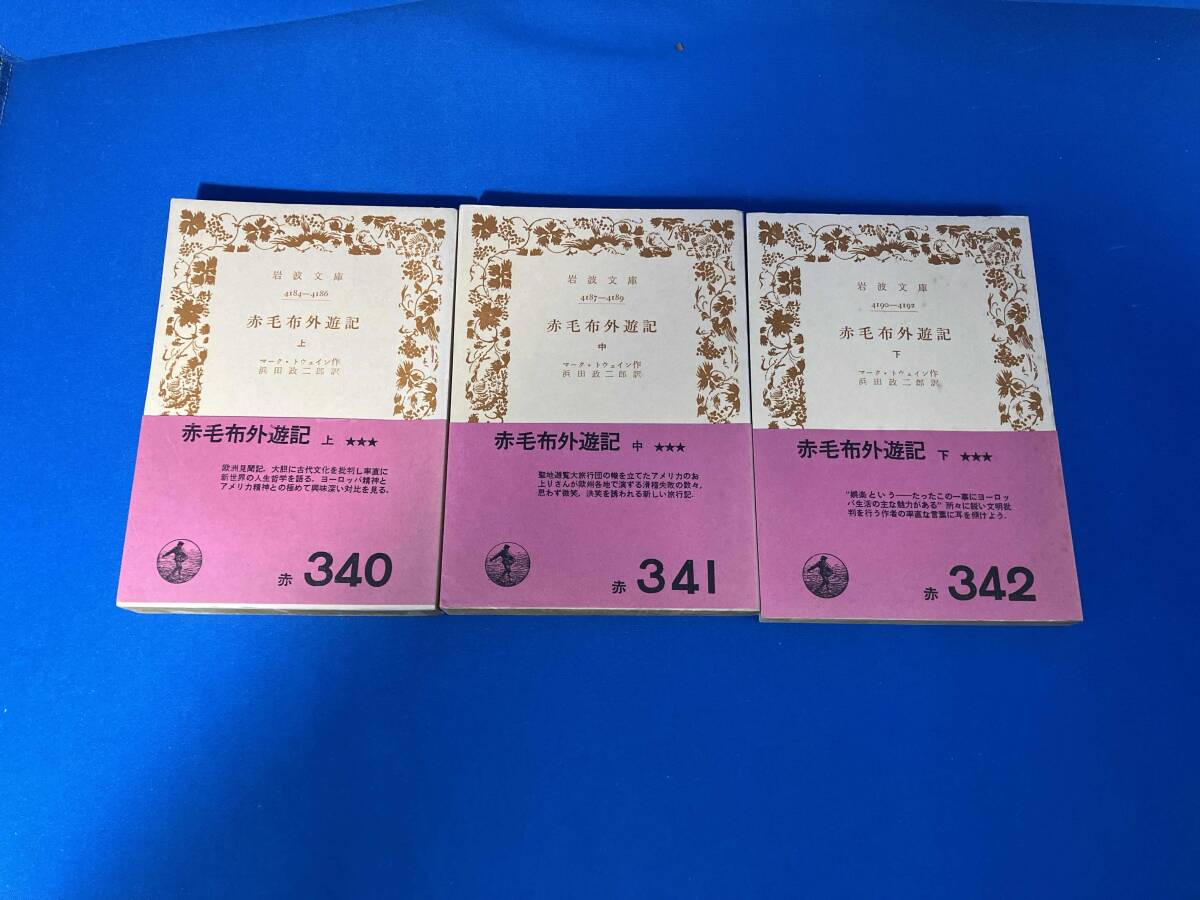 岩波文庫
4184—4186
赤毛布外遊記
上
マーク・トウェイン作
浜田政二郎訳
赤毛布外遊記 上 ★★★
欧洲見聞記。大胆に古代文化を批判し率直に
新世界の人生哲学を語る。ヨーロッパ精神と
アメリカ精神との極めて興味深い対比を見る。
赤 340
岩波文庫
4187—4189
赤毛布外遊記
中
マーク・トウェイン作
浜田政二郎訳
赤毛布外遊記 中 ★★★
聖地遊覧大旅行団の幟を立てたアメリカのお
上りさんが欧州各地で演ずる滑稽失敗の数々。
思わず微笑、洪笑を誘われる新しい旅行記。
赤 341
岩波文庫
4190—4192
赤毛布外遊記
下
マーク・トウェイン作
浜田政二郎訳
赤毛布外遊記 下 ★★★
"娯楽という——たったこの一事にヨーロッ
パ生活の主な魅力がある" 所々に鋭い文明批
判を行う作者の率直な言葉に耳を傾けよう。
赤 342